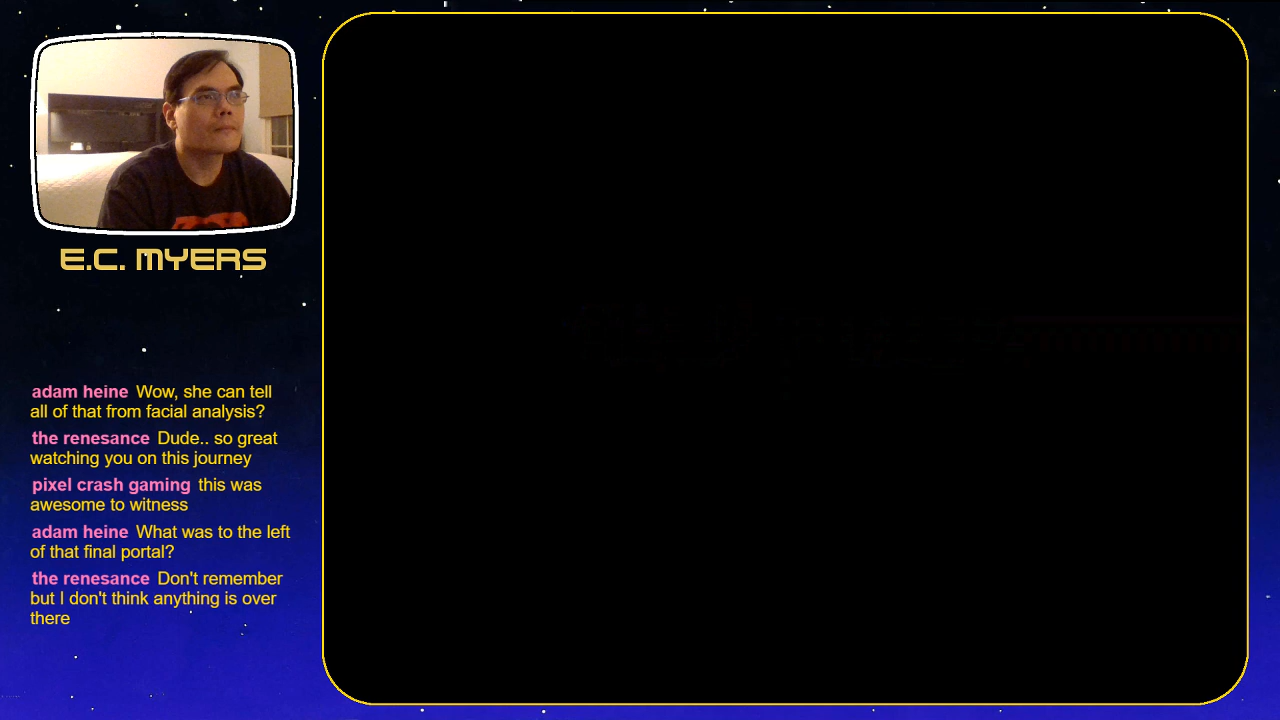 E.C. MYERS
adam heine Wow, she can tell
all of that from facial analysis?
the renesance Dude.. so great
watching you on this journey
pixel crash gaming this was
awesome to witness
adam heine What was to the left
of that final portal?
the renesance Don't remember
but I don't think anything is over
there